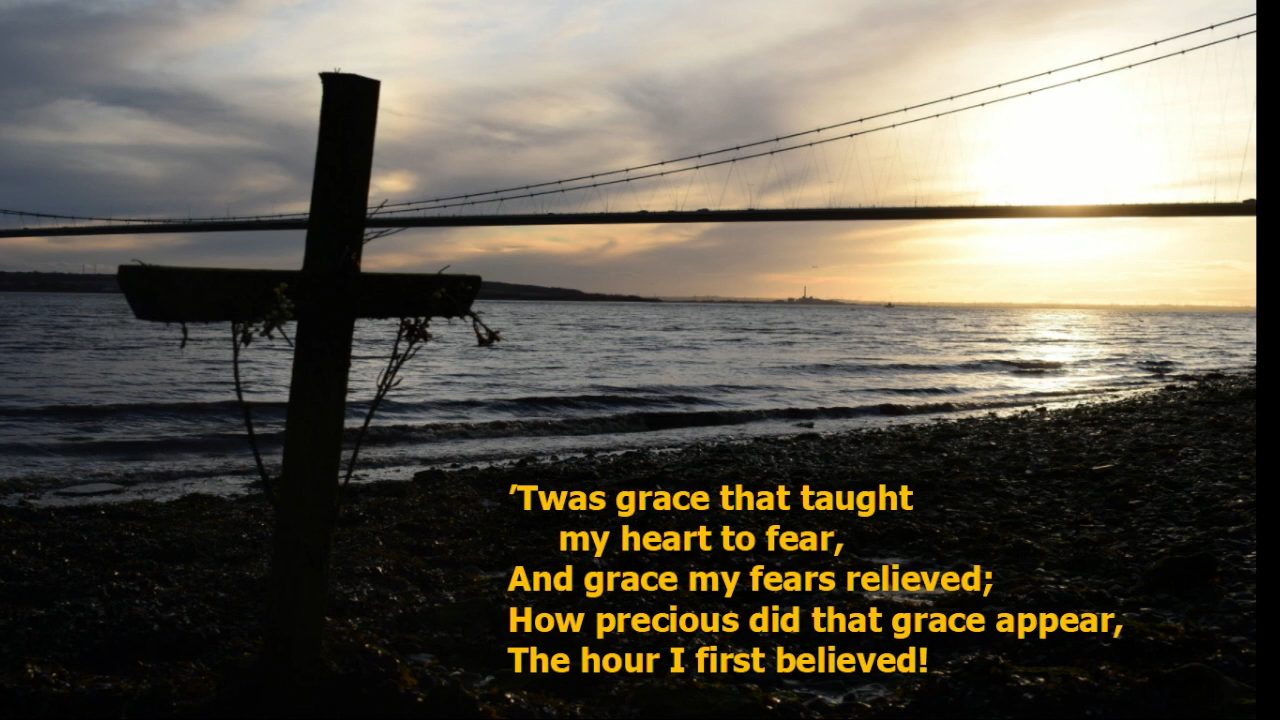 ’Twas grace that taught
my heart to fear,
And grace my fears relieved;
How precious did that grace appear,
The hour I first believed!